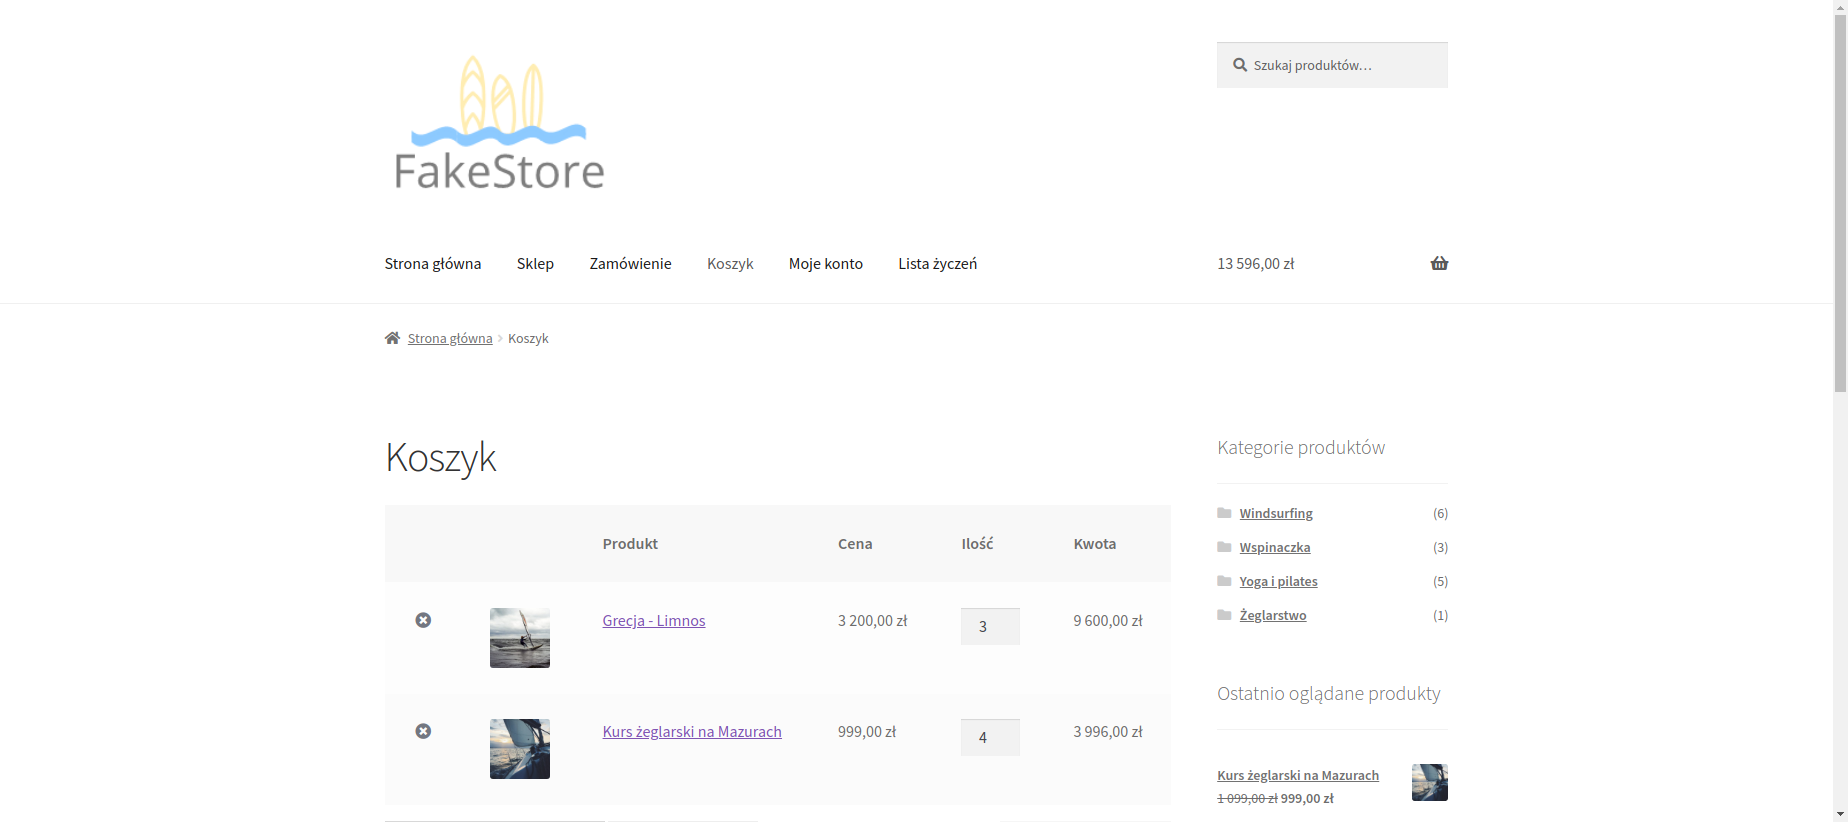 FakeStore
Szukaj produktów…
Strona główna Sklep Zamówienie Koszyk Moje konto Lista życzeń 13 596,00 zł
Strona główna › Koszyk
Koszyk
Produkt Cena Ilość Kwota
Grecja - Limnos 3 200,00 zł 3 9 600,00 zł
Kurs żeglarski na Mazurach 999,00 zł 4 3 996,00 zł
Kategorie produktów
Windsurfing (6)
Wspinaczka (3)
Yoga i pilates (5)
Żeglarstwo (1)
Ostatnio oglądane produkty
Kurs żeglarski na Mazurach
1 099,00 zł 999,00 zł